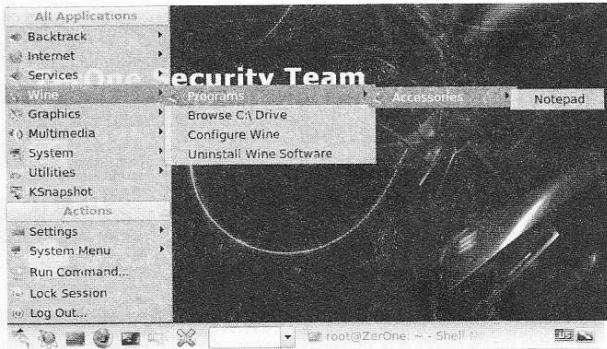 All Applications
Backtrack
Internet
Services
One Security Team
Wine
Programs
Accessories
Notepad
Graphics
Browse C:\ Drive
Multimedia
Configure Wine
System
Uninstall Wine Software
Utilities
KSnapshot
Actions
Settings
System Menu
Run Command...
Lock Session
Log Out...
root@ZerOne: ~ - Shell
US